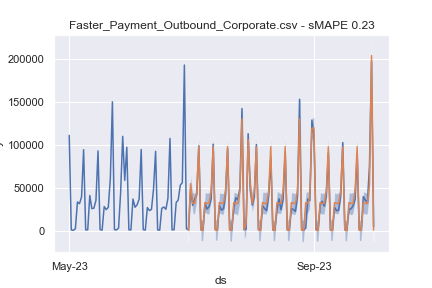 Faster_Payment_Outbound_Corporate.csv - sMAPE 0.23
200000
150000
100000
50000
0
May-23
Sep-23
ds